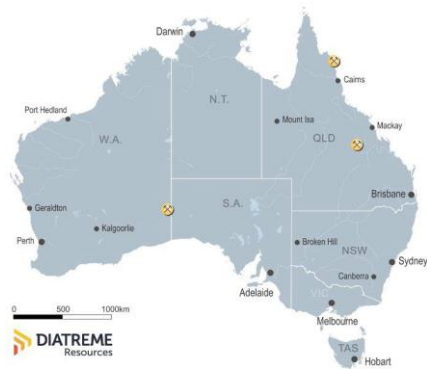 Darwin
Cairns
N.T.
Mount Isa
Port Hedland
Mackay
W.A.
QLD
Brisbane
S.A.
Geraldton
Kalgoorlie
Broken Hill
Perth
NSW
Sydney
Canberra
Adelaide
VIC
0 500 1000km
Melbourne
DIATREME
Resources
TAS
Hobart